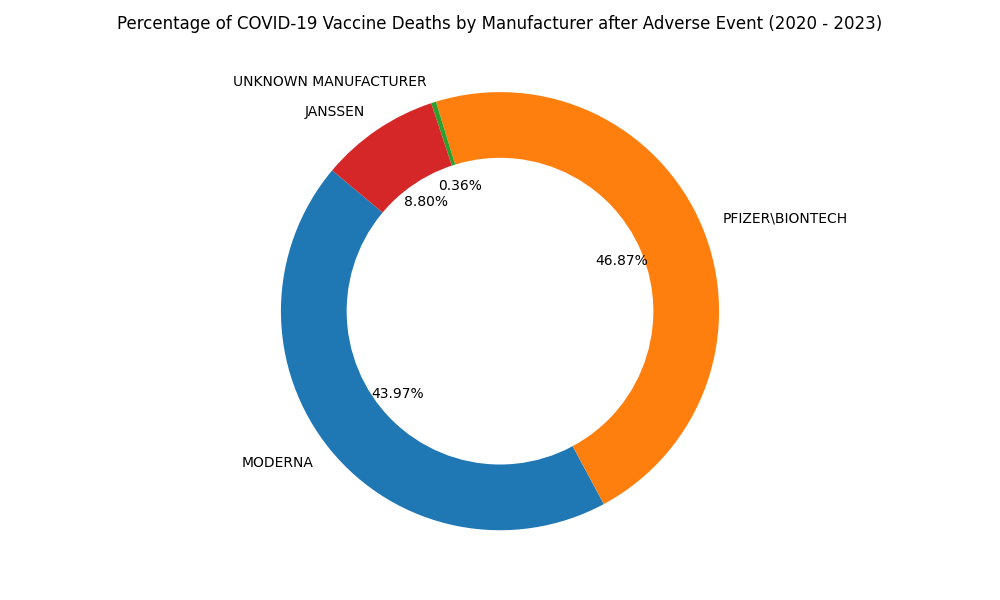 Percentage of COVID-19 Vaccine Deaths by Manufacturer after Adverse Event (2020 - 2023)
UNKNOWN MANUFACTURER
JANSSEN
0.36%
8.80%
PFIZER\BIONTECH
46.87%
43.97%
MODERNA